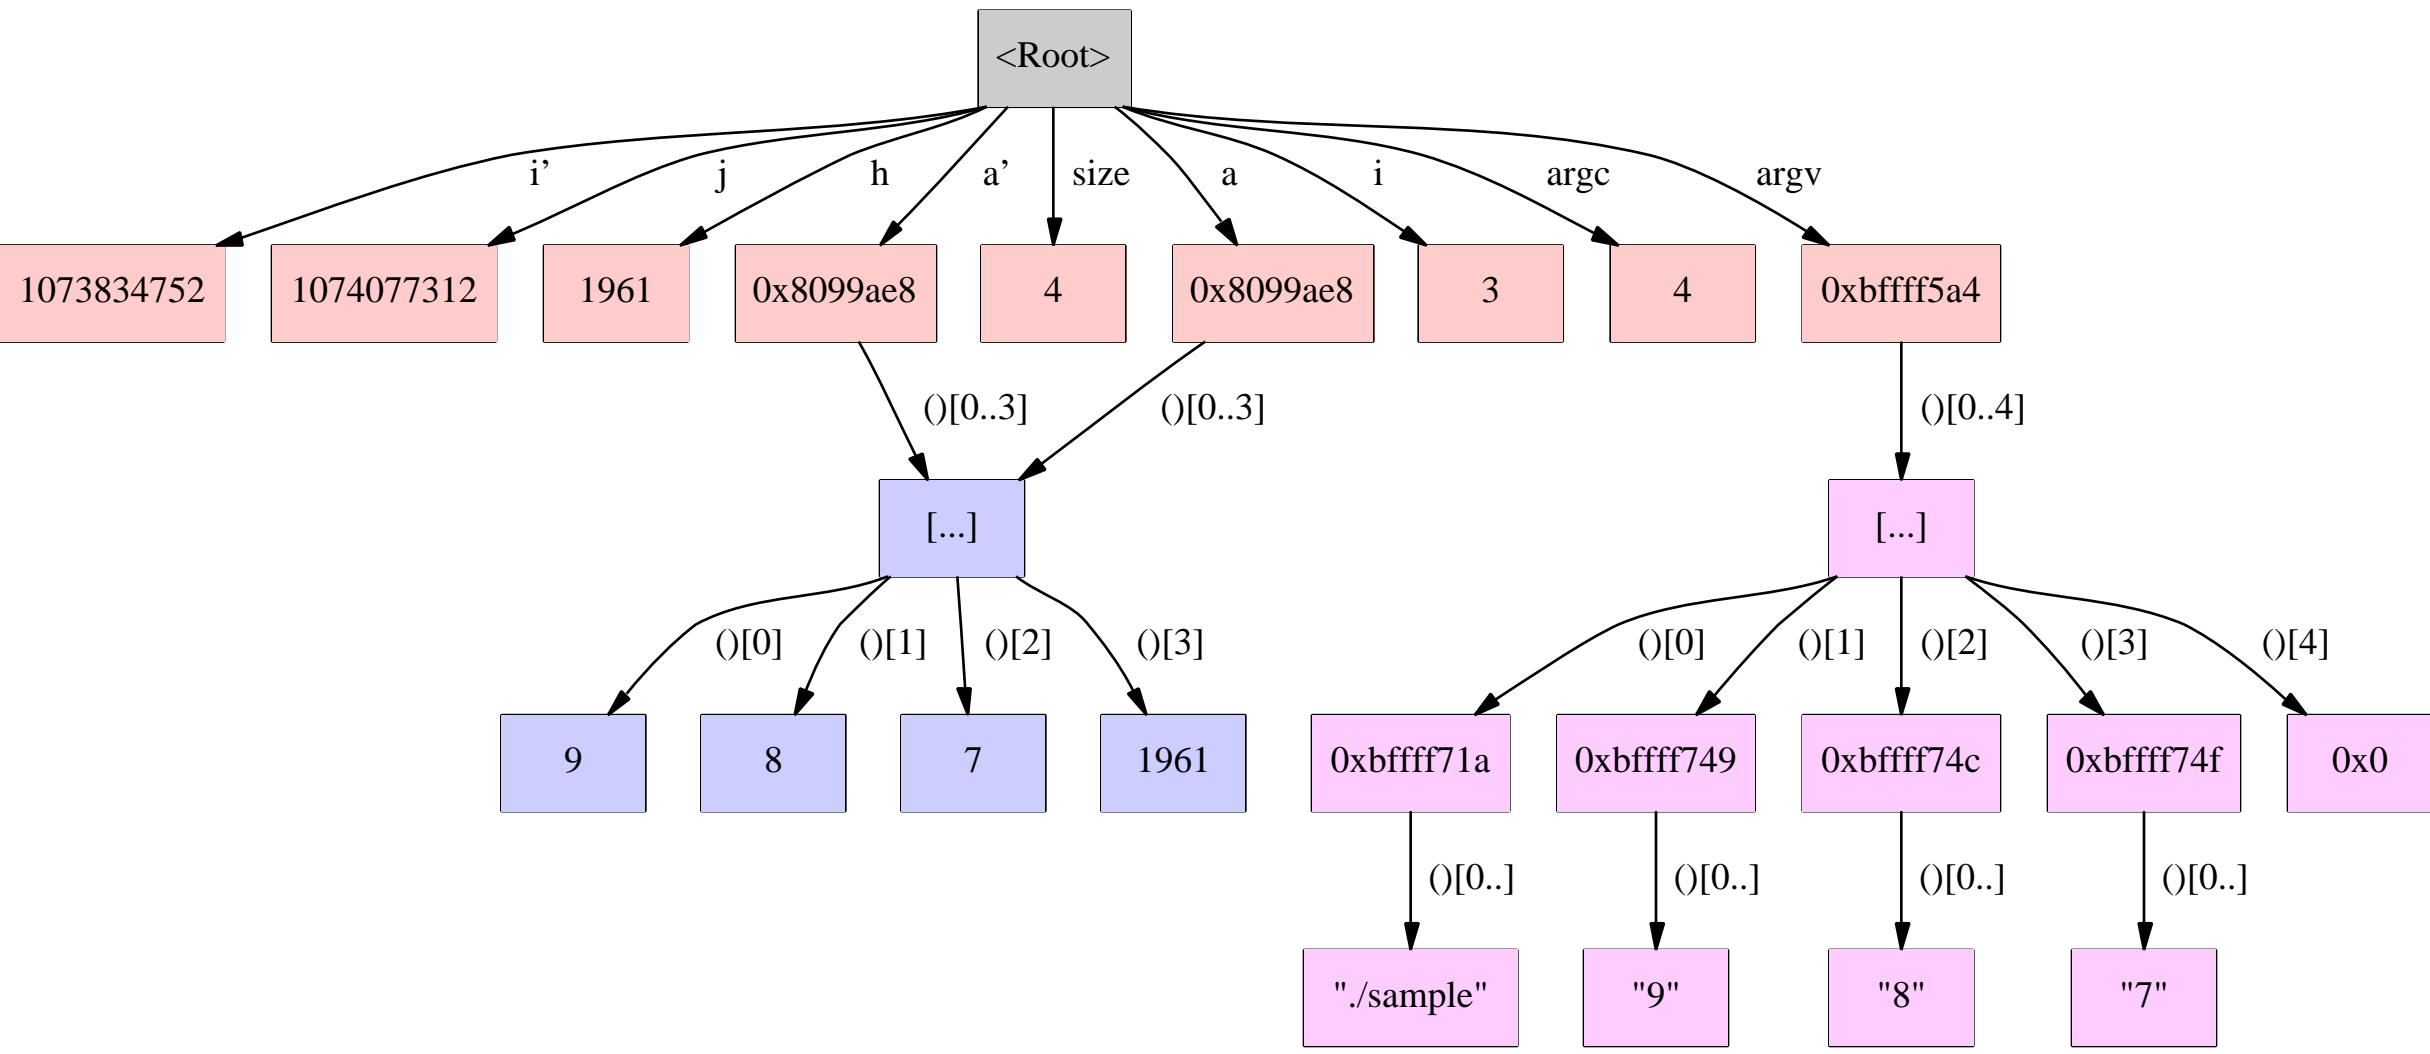 <Root>
i’ j h a’ size a i argc argv
1073834752 1074077312 1961 0x8099ae8 4 0x8099ae8 3 4 0xbffff5a4
()[0..3] ()[0..3] ()[0..4]
[...] [...]
()[0] ()[1] ()[2] ()[3] ()[0] ()[1] ()[2] ()[3] ()[4]
9 8 7 1961 0xbffff71a 0xbffff749 0xbffff74c 0xbffff74f 0x0
()[0..] ()[0..] ()[0..] ()[0..]
"./sample" "9" "8" "7"